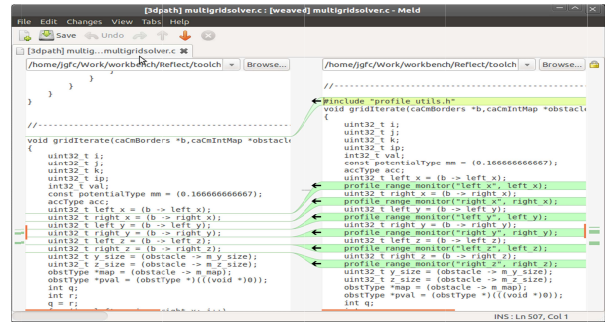 [3dpath] multigridsolver.c : [weaved] multigridsolver.c - Meld
File Edit Changes View Tabs Help
Save Undo
[3dpath] multig...multigridsolver.c
/home/jgfc/Work/workbench/Reflect/toolch Browse...
}
}
}
}
//------------------------------------------
void gridIterate(caCmBorders *b,caCmIntMap *obstacle
{
uint32_t i;
uint32_t j;
uint32_t k;
uint32_t ip;
int32_t val;
const potentialType mm = (0.166666666667);
accType acc;
uint32_t left_x = (b -> left_x);
uint32_t right_x = (b -> right_x);
uint32_t left_y = (b -> left_y);
uint32_t right_y = (b -> right_y);
uint32_t left_z = (b -> left_z);
uint32_t right_z = (b -> right_z);
uint32_t y_size = (obstacle -> m_y_size);
uint32_t z_size = (obstacle -> m_z_size);
obstType *map = (obstacle -> m_map);
obstType *pval = (obstType *)(((void *)0));
int q;
int r;
q = r;
/home/jgfc/Work/workbench/Reflect/toolch Browse...
//------------------------------------------
#include "profile_utils.h"
void gridIterate(caCmBorders *b,caCmIntMap *obstacle
{
uint32_t i;
uint32_t j;
uint32_t k;
uint32_t ip;
int32_t val;
const potentialType mm = (0.166666666667);
accType acc;
uint32_t left_x = (b -> left_x);
profile_range_monitor("left_x", left_x);
uint32_t right_x = (b -> right_x);
profile_range_monitor("right_x", right_x);
uint32_t left_y = (b -> left_y);
profile_range_monitor("left_y", left_y);
uint32_t right_y = (b -> right_y);
profile_range_monitor("right_y", right_y);
uint32_t left_z = (b -> left_z);
profile_range_monitor("left_z", left_z);
uint32_t right_z = (b -> right_z);
profile_range_monitor("right_z", right_z);
uint32_t y_size = (obstacle -> m_y_size);
uint32_t z_size = (obstacle -> m_z_size);
obstType *map = (obstacle -> m_map);
obstType *pval = (obstType *)(((void *)0));
int q;
INS : Ln 507, Col 1